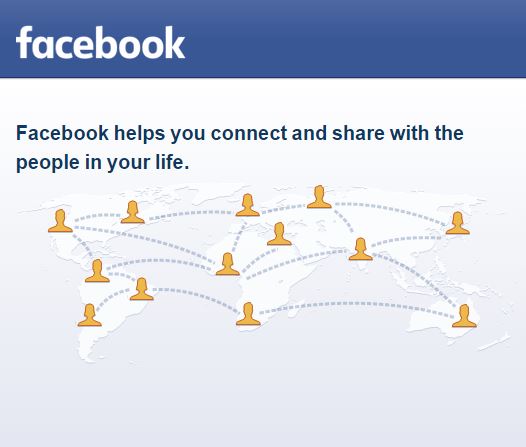 facebook
Facebook helps you connect and share with the
people in your life.